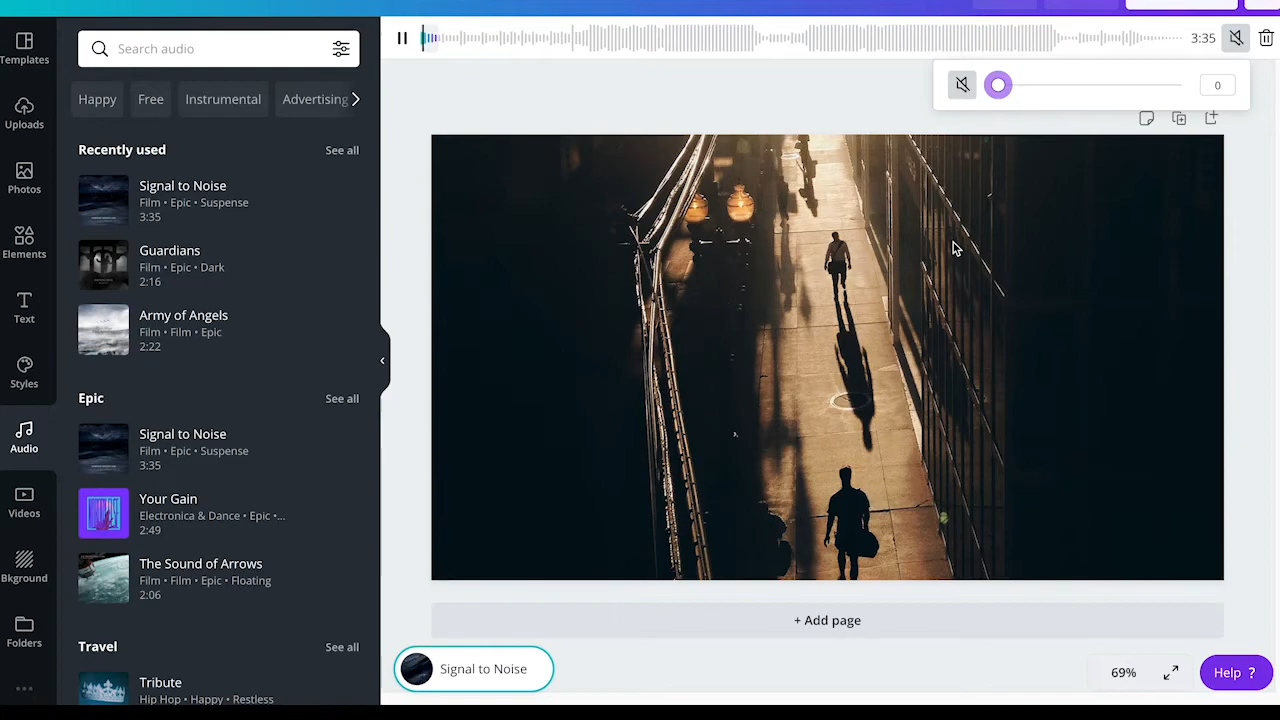 Templates
Uploads
Photos
Elements
Text
Styles
Audio
Videos
Bkground
Folders
Search audio
Happy
Free
Instrumental
Advertising
Recently used
See all
Signal to Noise
Film • Epic • Suspense
3:35
Guardians
Film • Epic • Dark
2:16
Army of Angels
Film • Film • Epic
2:22
Epic
See all
Signal to Noise
Film • Epic • Suspense
3:35
Your Gain
Electronica & Dance • Epic •...
2:49
The Sound of Arrows
Film • Film • Epic • Floating
2:06
Travel
See all
Tribute
Hip Hop • Happy • Restless
3:35
0
+ Add page
Signal to Noise
69%
Help ?